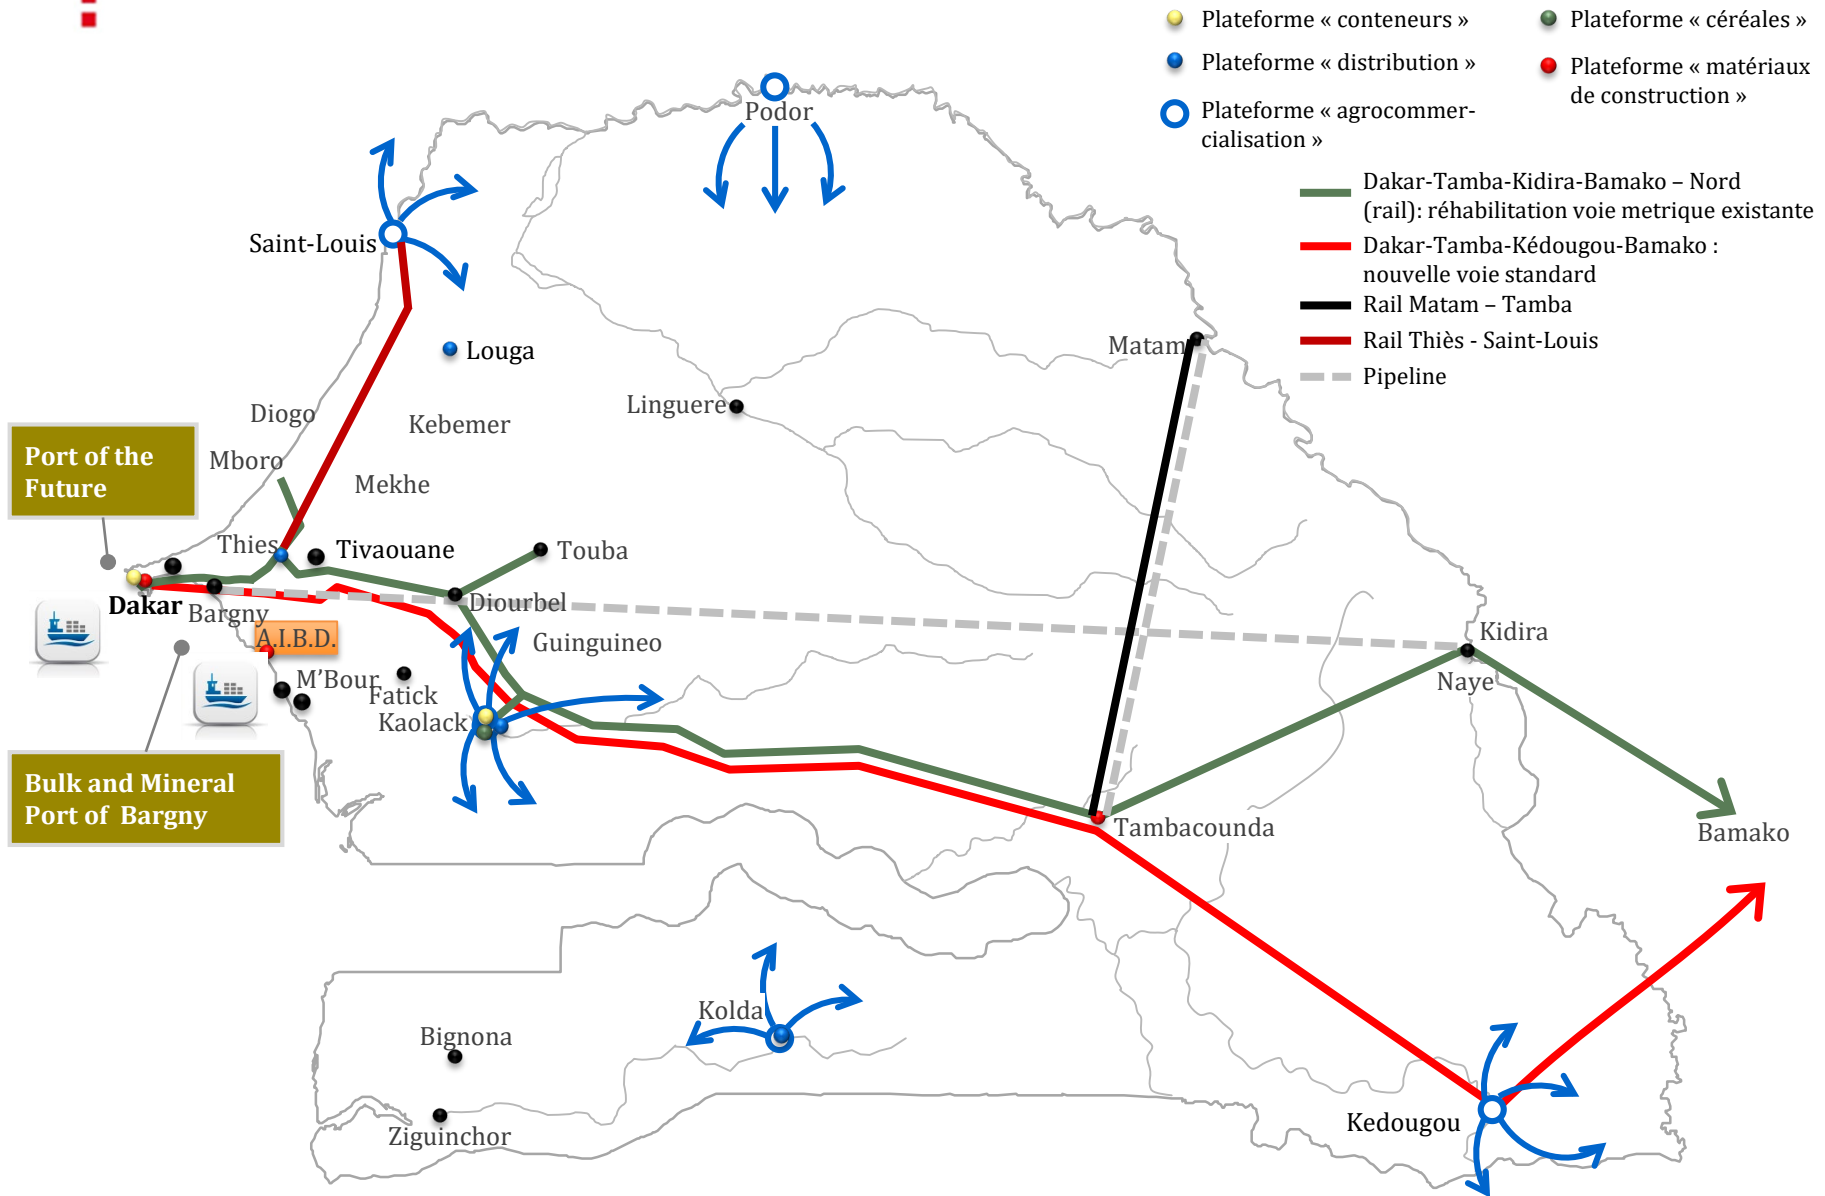 Plateforme « conteneurs »
Plateforme « céréales »
Plateforme « distribution »
Plateforme « matériaux
de construction »
Plateforme « agrocommer-
cialisation »
Dakar-Tamba-Kidira-Bamako – Nord
(rail): réhabilitation voie metrique existante
Dakar-Tamba-Kédougou-Bamako :
nouvelle voie standard
Rail Matam – Tamba
Rail Thiès - Saint-Louis
Pipeline
Podor
Saint-Louis
Louga
Matam
Linguere
Diogo
Kebemer
Port of the
Future
Mboro
Mekhe
Thies
Tivaouane
Touba
Dakar
Bargny
Diourbel
A.I.B.D.
Guinguineo
Kidira
M'Bour
Fatick
Naye
Kaolack
Bulk and Mineral
Port of Bargny
Tambacounda
Bamako
Kolda
Bignona
Ziguinchor
Kedougou